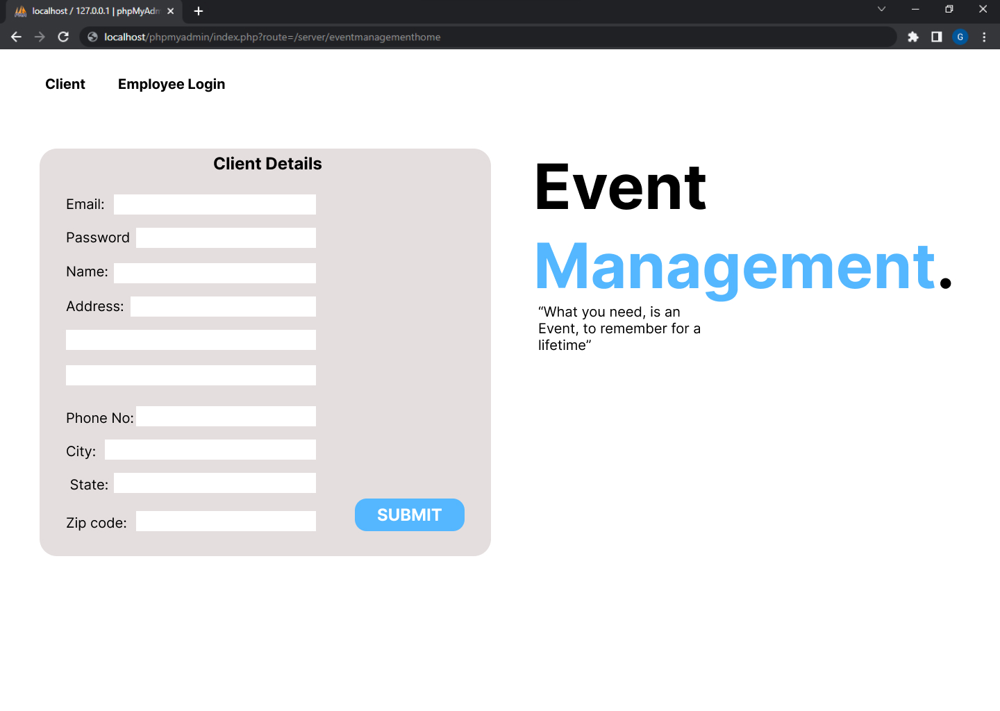 localhost / 127.0.0.1 | phpMyAdm
localhost/phpmyadmin/index.php?route=/server/eventmanagementhome
G
Client
Employee Login
Client Details
Email:
Password
Name:
Address:
Phone No:
City:
State:
Zip code:
SUBMIT
Event
Management.
“What you need, is an
Event, to remember for a
lifetime”